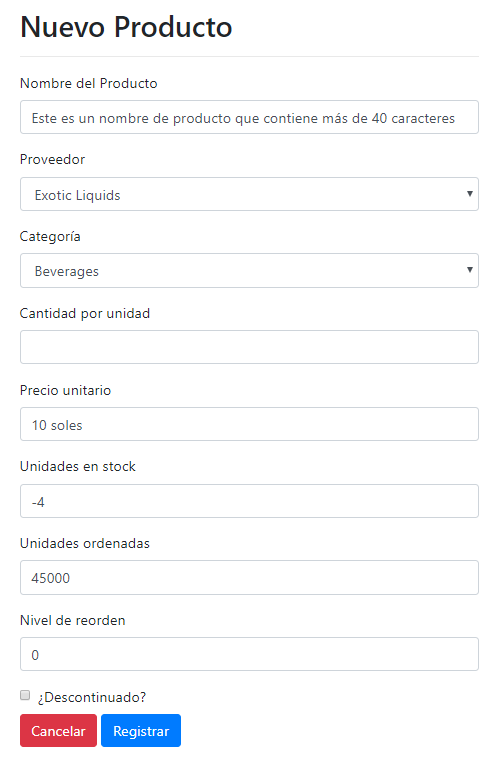 Nuevo Producto
Nombre del Producto
Este es un nombre de producto que contiene más de 40 caracteres
Proveedor
Exotic Liquids
Categoría
Beverages
Cantidad por unidad
Precio unitario
10 soles
Unidades en stock
-4
Unidades ordenadas
45000
Nivel de reorden
0
¿Descontinuado?
Cancelar Registrar